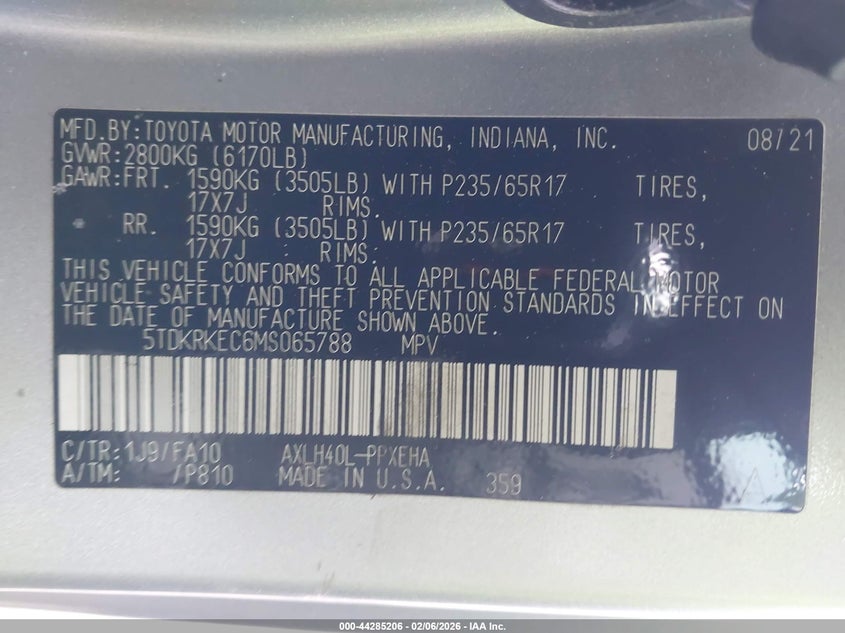 MFD.BY:TOYOTA MOTOR MANUFACTURING, INDIANA, INC. 08/21
GVWR:2800KG (6170LB)
GAWR:FRT. 1590KG (3505LB) WITH P235/65R17 TIRES,
17X7J RIMS.
RR. 1590KG (3505LB) WITH P235/65R17 TIRES,
17X7J RIMS.
THIS VEHICLE CONFORMS TO ALL APPLICABLE FEDERAL MOTOR
VEHICLE SAFETY AND THEFT PREVENTION STANDARDS IN EFFECT ON
THE DATE OF MANUFACTURE SHOWN ABOVE.
5TDKRKEC6MS065788 MPV
C/TR:1J9/FA10 AXLH40L-PPXEHA
A/TM: /P810 MADE IN U.S.A. 359
000-44285206 - 02/06/2026 - IAA Inc.